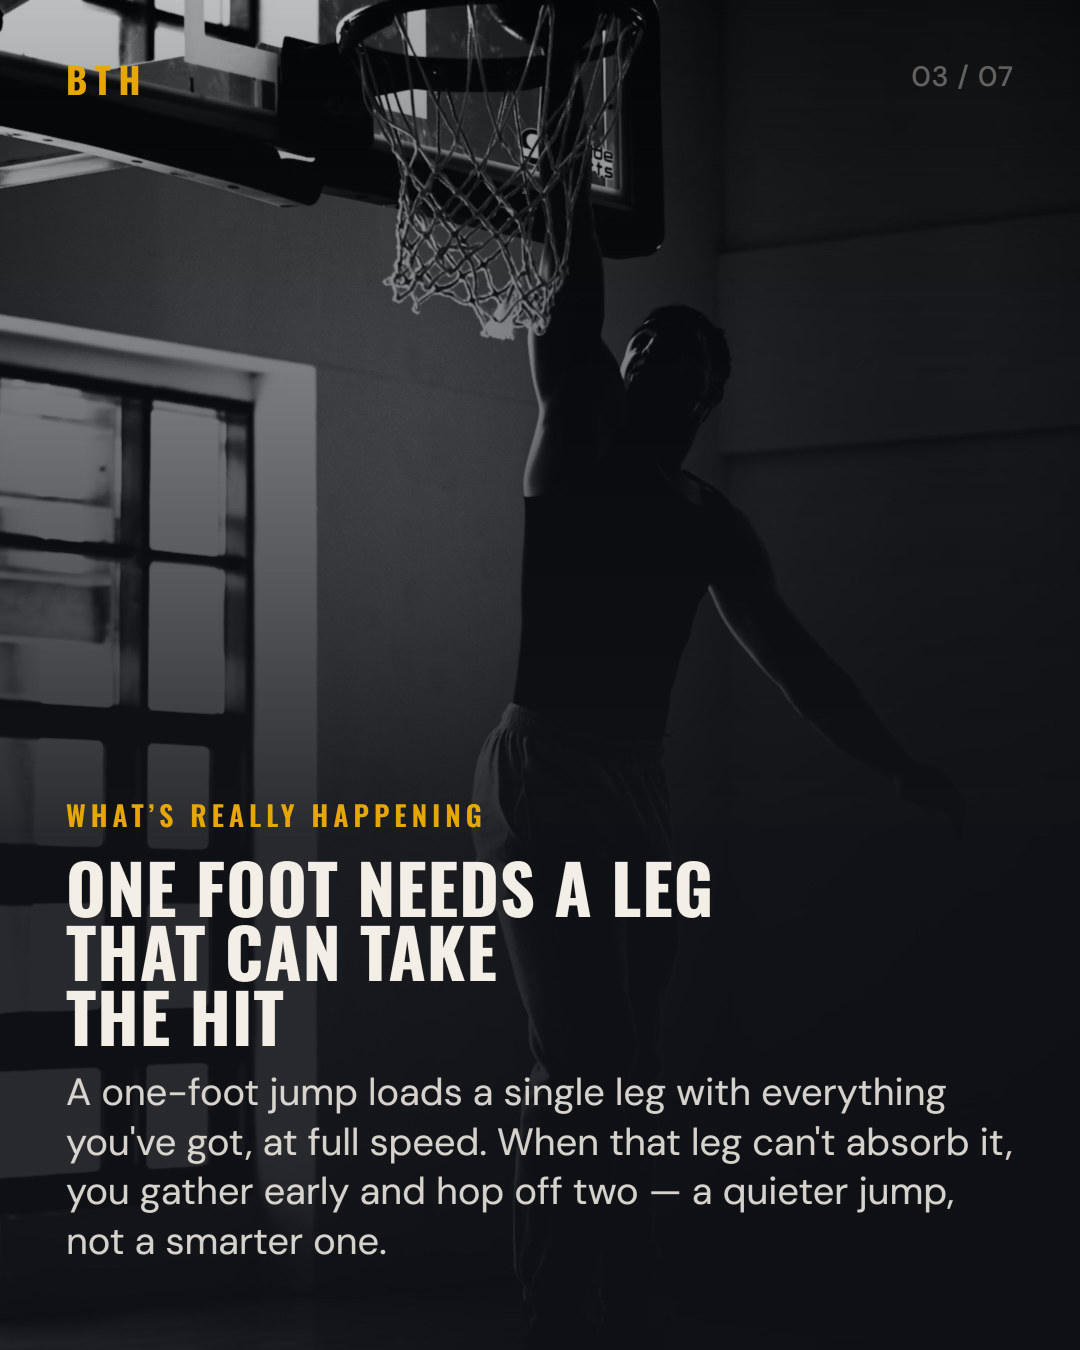 BTH
03 / 07
WHAT’S REALLY HAPPENING
ONE FOOT NEEDS A LEG
THAT CAN TAKE
THE HIT
A one-foot jump loads a single leg with everything
you've got, at full speed. When that leg can't absorb it,
you gather early and hop off two — a quieter jump,
not a smarter one.